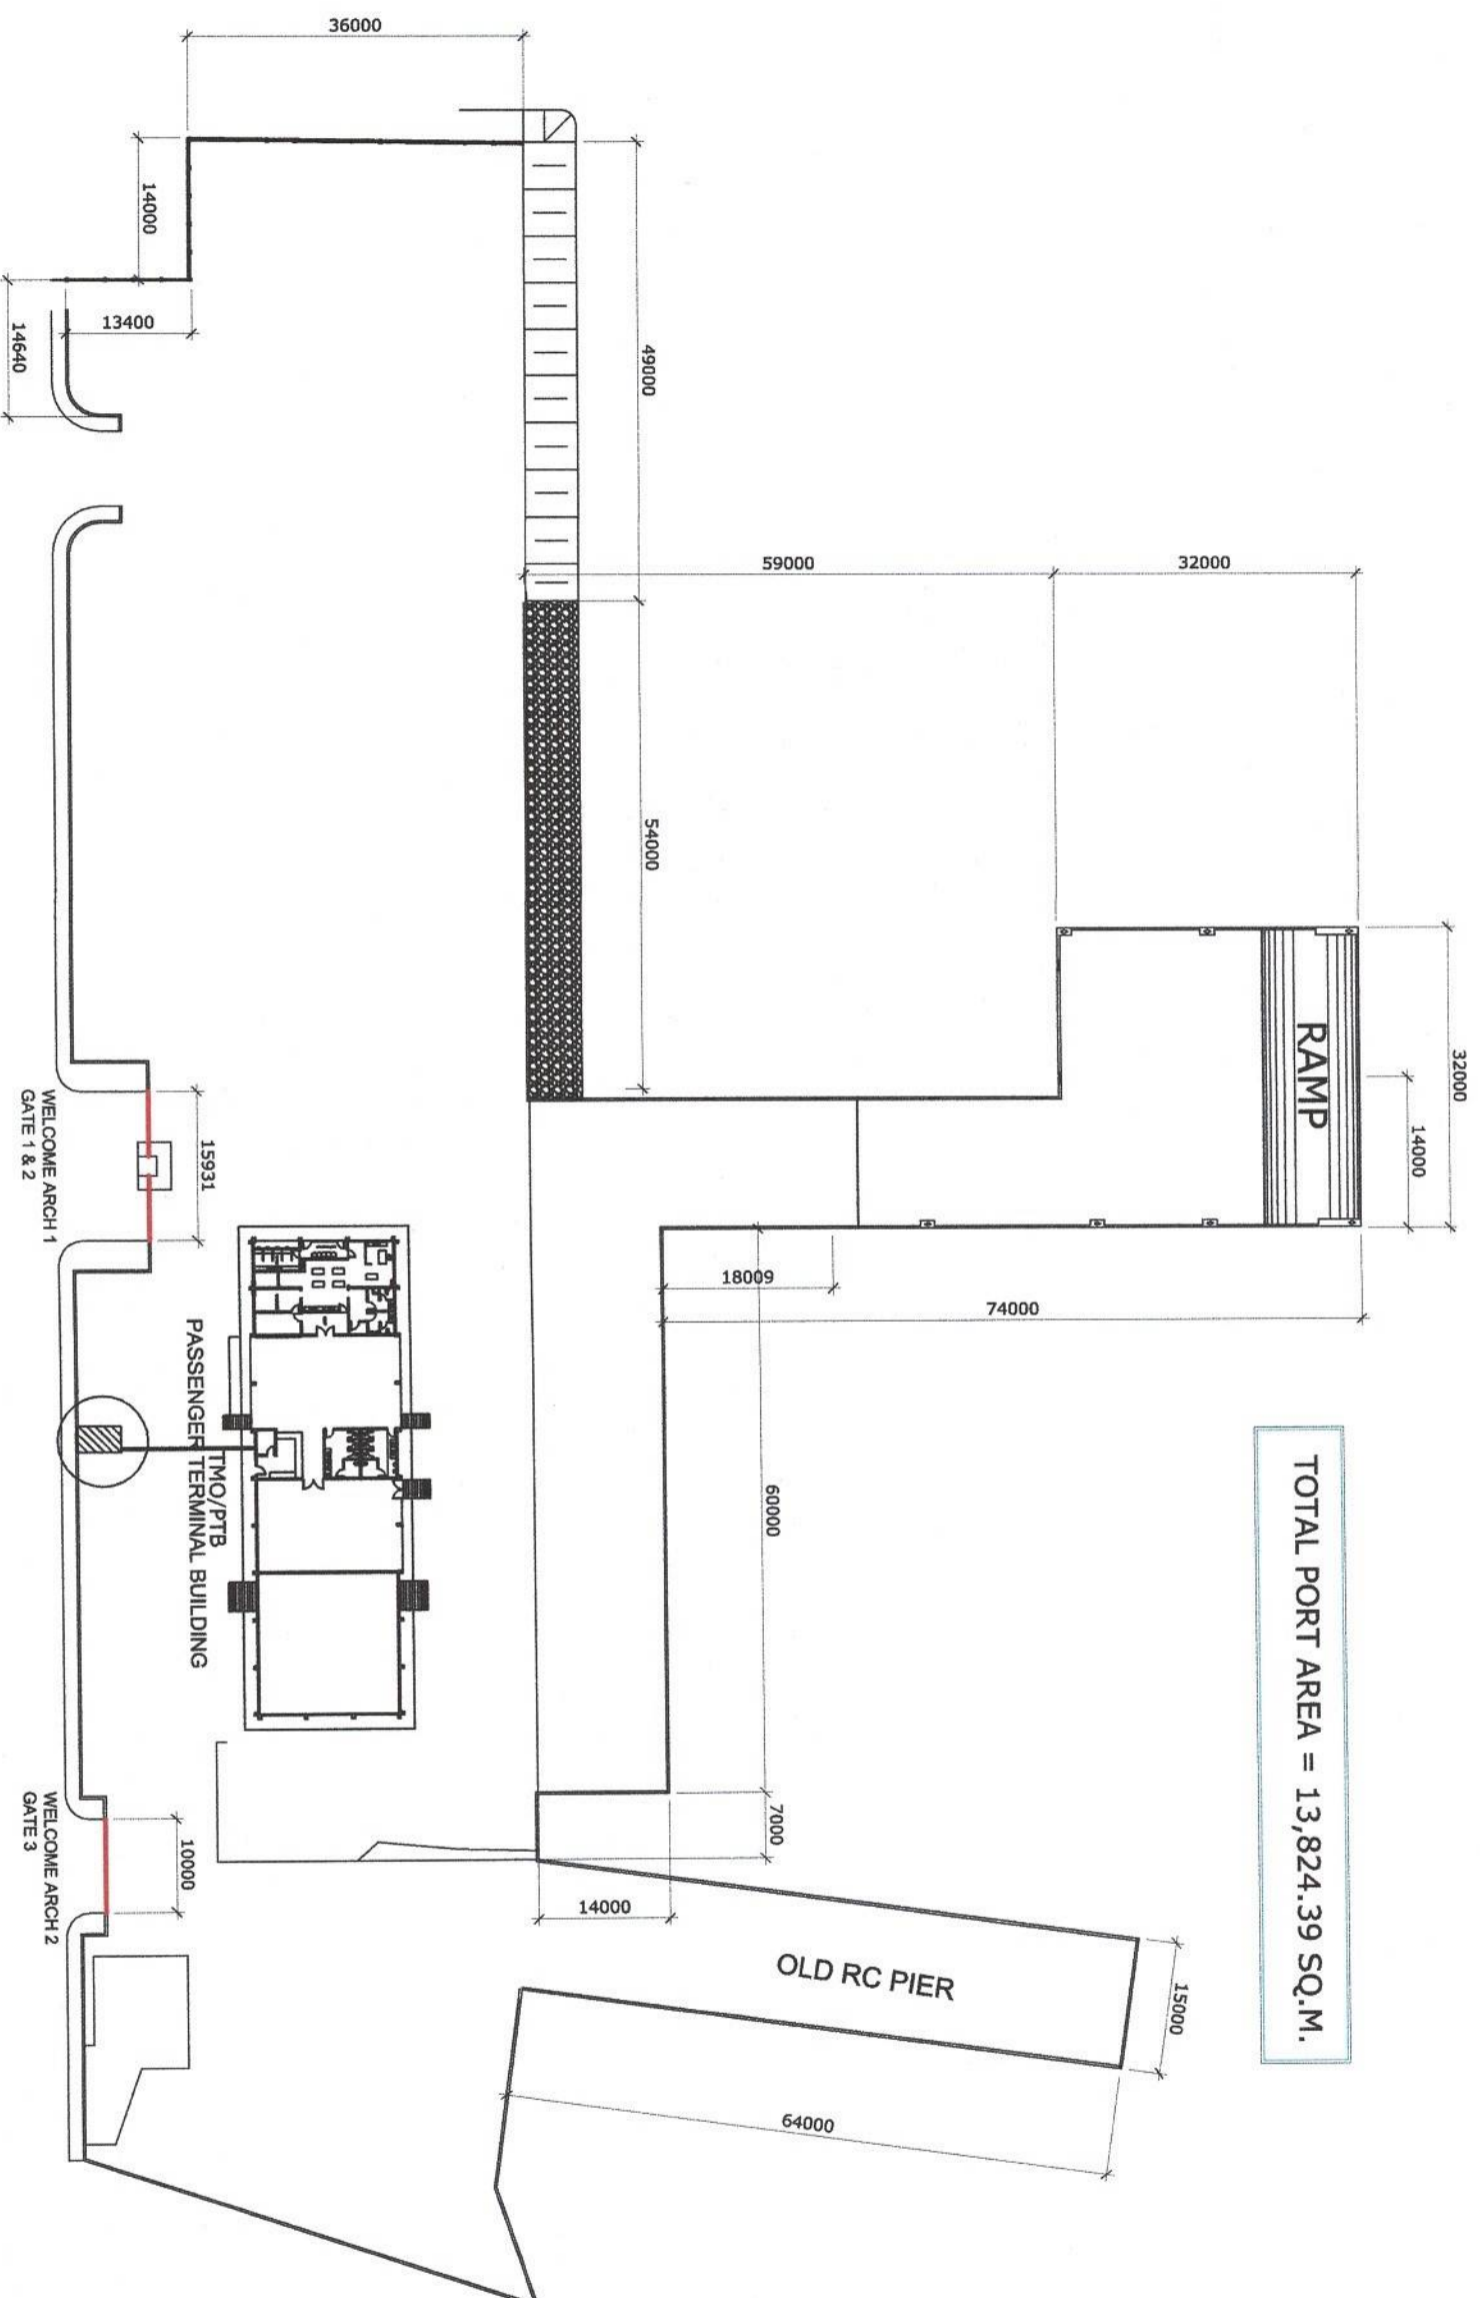 36000
14000
13400
14640
49000
59000
32000
54000
32000
14000
RAMP
18009
74000
15931
WELCOME ARCH 1
GATE 1 & 2
TMO/PTB
PASSENGER TERMINAL BUILDING
60000
7000
14000
10000
WELCOME ARCH 2
GATE 3
OLD RC PIER
15000
64000
TOTAL PORT AREA = 13,824.39 SQ.M.